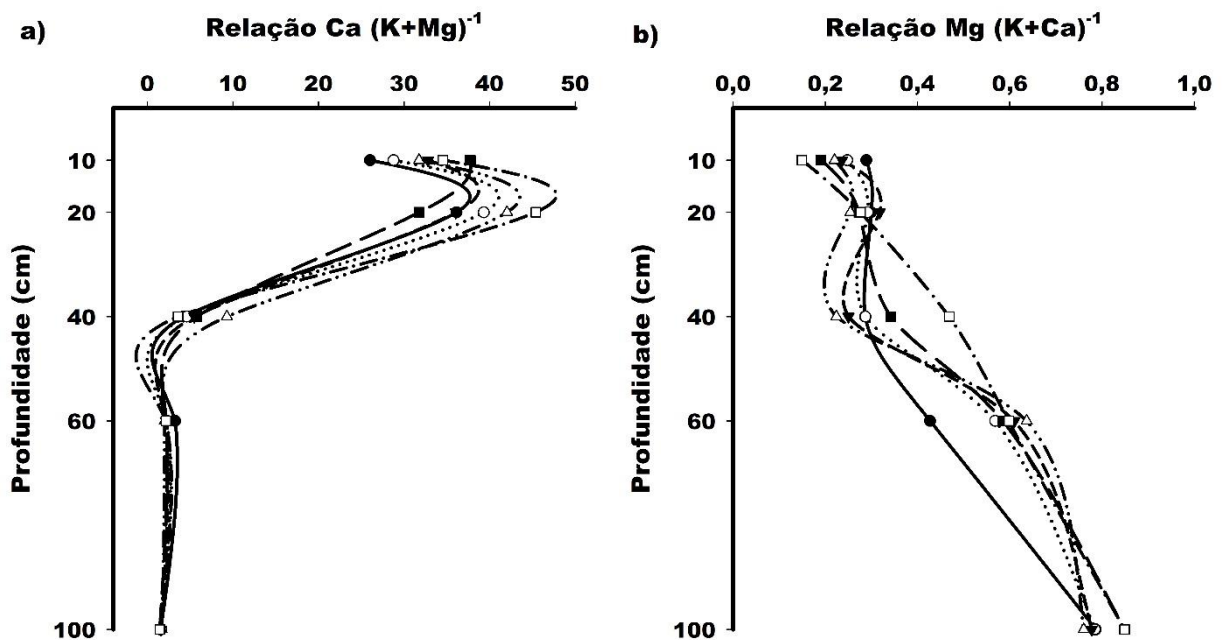 a)
Relação Ca (K+Mg)⁻¹
0 10 20 30 40 50
10
20
40
60
100
Profundidade (cm)
b)
Relação Mg (K+Ca)⁻¹
0,0 0,2 0,4 0,6 0,8 1,0
10
20
40
60
100
Profundidade (cm)